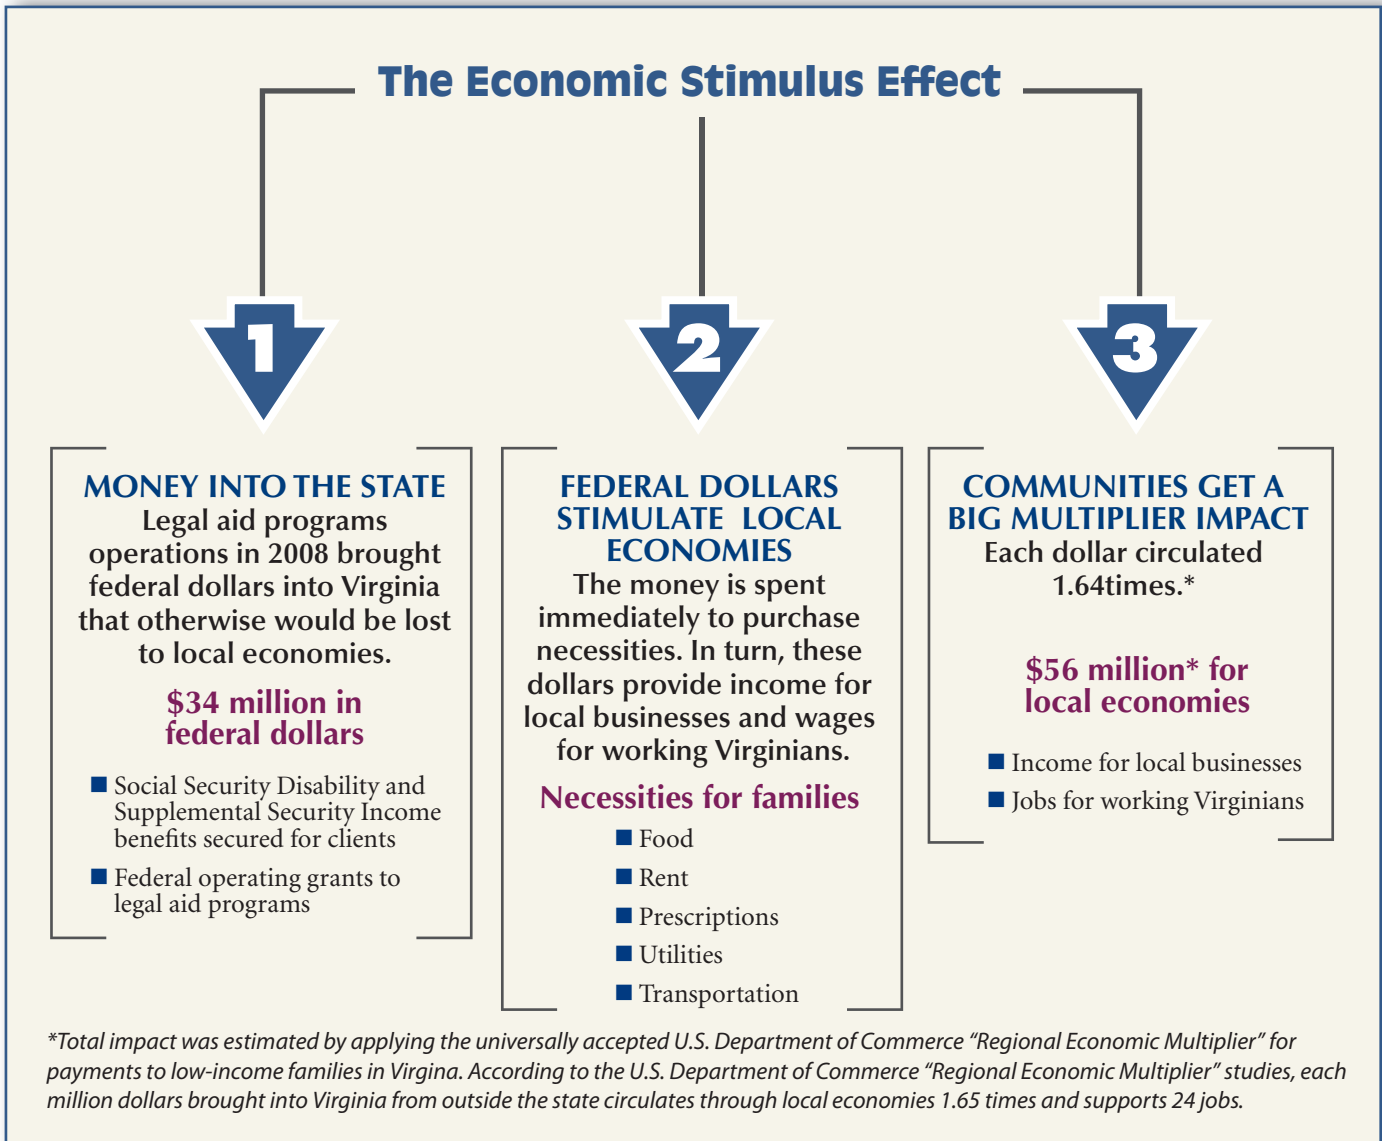 The Economic Stimulus Effect
1
MONEY INTO THE STATE
Legal aid programs
operations in 2008 brought
federal dollars into Virginia
that otherwise would be lost
to local economies.
$34 million in
federal dollars
■ Social Security Disability and
Supplemental Security Income
benefits secured for clients
■ Federal operating grants to
legal aid programs
2
FEDERAL DOLLARS
STIMULATE LOCAL
ECONOMIES
The money is spent
immediately to purchase
necessities. In turn, these
dollars provide income for
local businesses and wages
for working Virginians.
Necessities for families
■ Food
■ Rent
■ Prescriptions
■ Utilities
■ Transportation
3
COMMUNITIES GET A
BIG MULTIPLIER IMPACT
Each dollar circulated
1.64times.*
$56 million* for
local economies
■ Income for local businesses
■ Jobs for working Virginians
*Total impact was estimated by applying the universally accepted U.S. Department of Commerce “Regional Economic Multiplier” for
payments to low-income families in Virgina. According to the U.S. Department of Commerce “Regional Economic Multiplier” studies, each
million dollars brought into Virginia from outside the state circulates through local economies 1.65 times and supports 24 jobs.